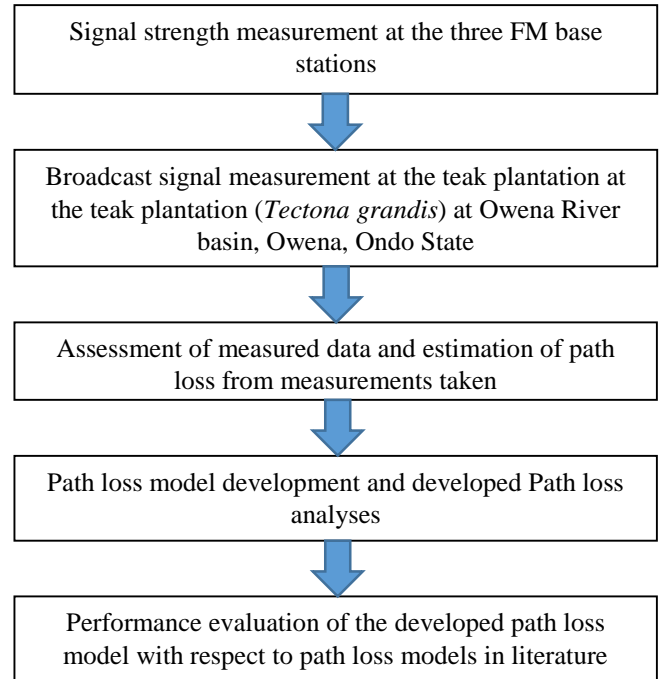 Signal strength measurement at the three FM base
stations
Broadcast signal measurement at the teak plantation at
the teak plantation (Tectona grandis) at Owena River
basin, Owena, Ondo State
Assessment of measured data and estimation of path
loss from measurements taken
Path loss model development and developed Path loss
analyses
Performance evaluation of the developed path loss
model with respect to path loss models in literature